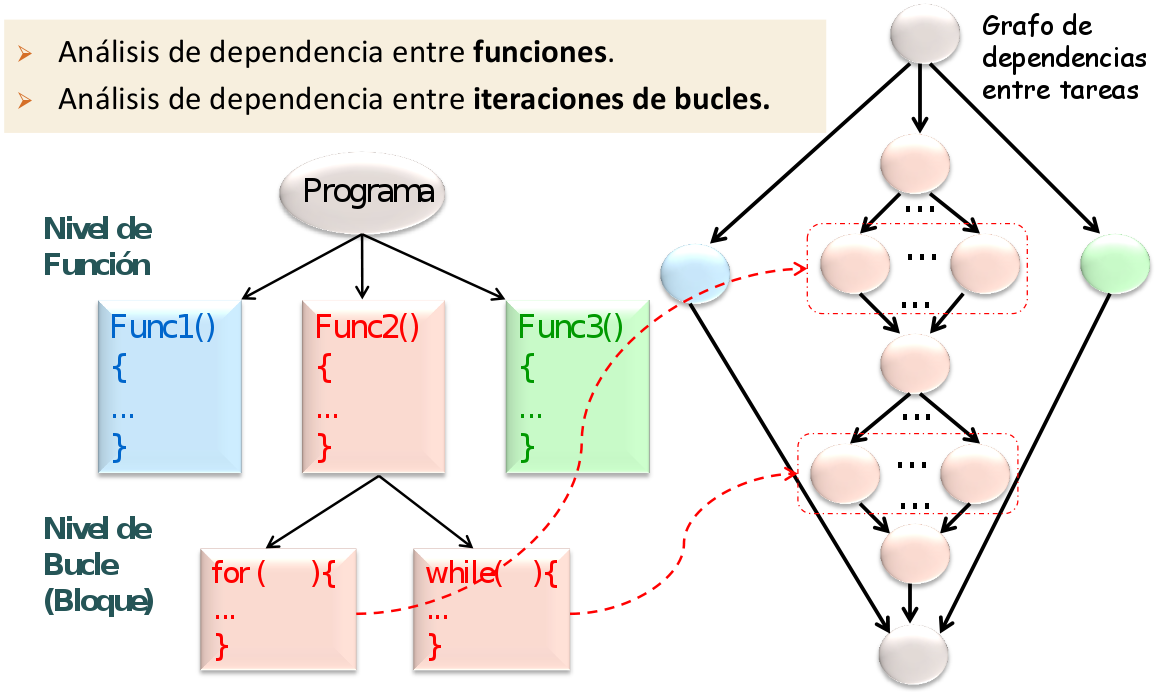 Análisis de dependencia entre funciones.
Análisis de dependencia entre iteraciones de bucles.
Grafo de
dependencias
entre tareas
Programa
Nivel de
Función
Func1()
{
...
}
Func2()
{
...
}
Func3()
{
...
}
Nivel de
Bucle
(Bloque)
for ( ){
...
}
while( ){
...
}
...
...
...
...
...
...